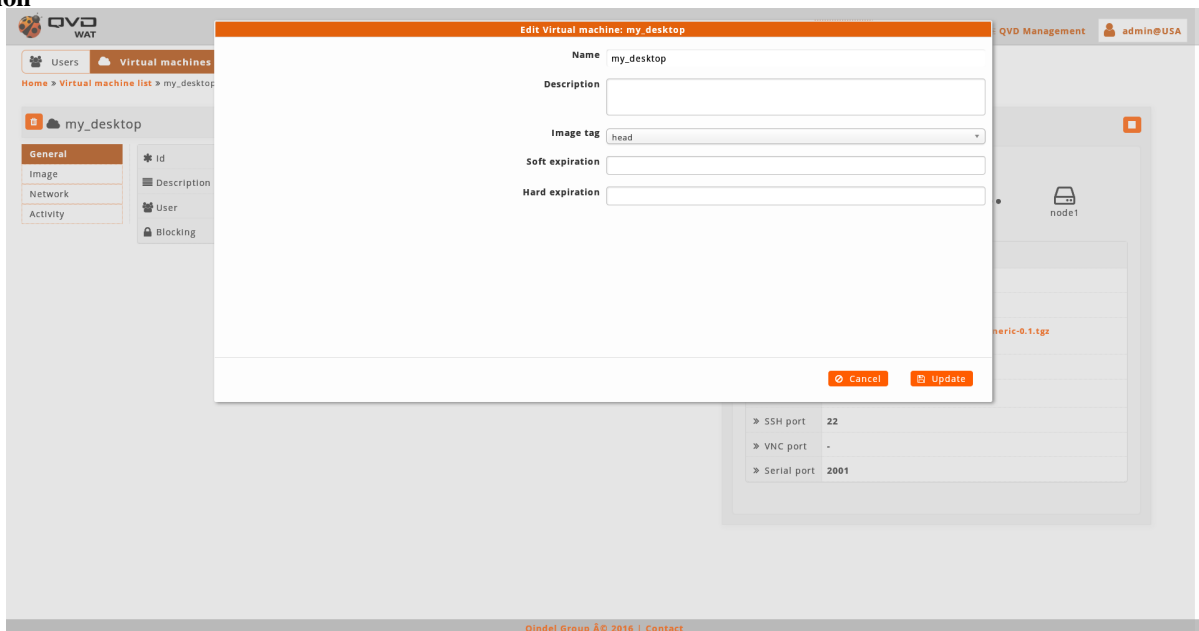 QVD
WAT
Edit Virtual machine: my_desktop
QVD Management
admin@USA
Users
Virtual machines
Home » Virtual machine list » my_desktop
my_desktop
General
Image
Network
Activity
Id
Description
User
Blocking
Name
my_desktop
Description
Image tag
head
Soft expiration
Hard expiration
node1
neric-0.1.tgz
Cancel
Update
» SSH port 22
» VNC port -
» Serial port 2001
Qindel Group Â© 2016 | Contact